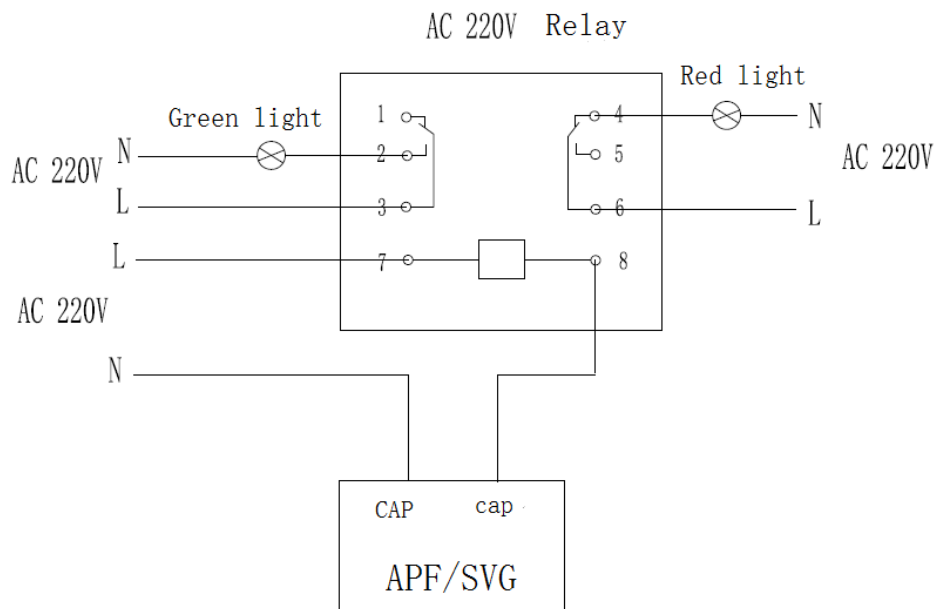 AC 220V Relay
Red light
1
4
N
Green light
2
5
N
AC 220V
AC 220V
L
3
6
L
L
7
8
AC 220V
N
CAP
cap
APF/SVG